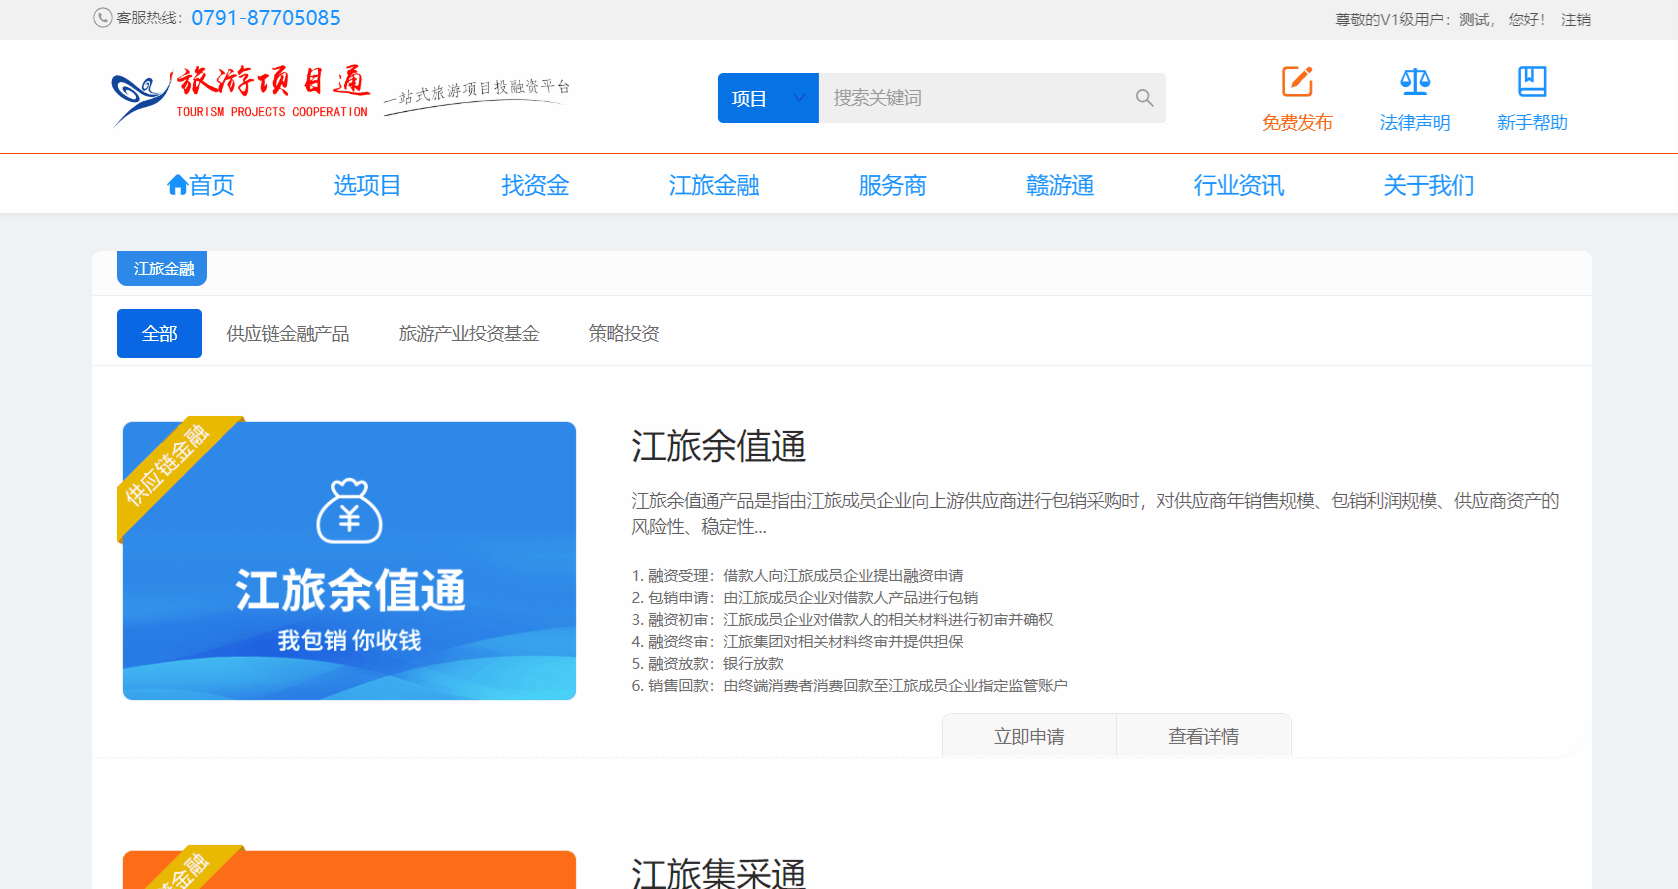 客服热线：0791-87705085
尊敬的V1级用户：测试， 您好！ 注销
旅游项目通
TOURISM PROJECTS COOPERATION
一站式旅游项目投融资平台
项目
搜索关键词
免费发布
法律声明
新手帮助
首页
选项目
找资金
江旅金融
服务商
赣游通
行业资讯
关于我们
江旅金融
全部
供应链金融产品
旅游产业投资基金
策略投资
供应链金融
江旅余值通
我包销 你收钱
江旅余值通
江旅余值通产品是指由江旅成员企业向上游供应商进行包销采购时，对供应商年销售规模、包销利润规模、供应商资产的
风险性、稳定性...
1. 融资受理：借款人向江旅成员企业提出融资申请
2. 包销申请：由江旅成员企业对借款人产品进行包销
3. 融资初审：江旅成员企业对借款人的相关材料进行初审并确权
4. 融资终审：江旅集团对相关材料终审并提供担保
5. 融资放款：银行放款
6. 销售回款：由终端消费者消费回款至江旅成员企业指定监管账户
立即申请
查看详情
金融
江旅集采通